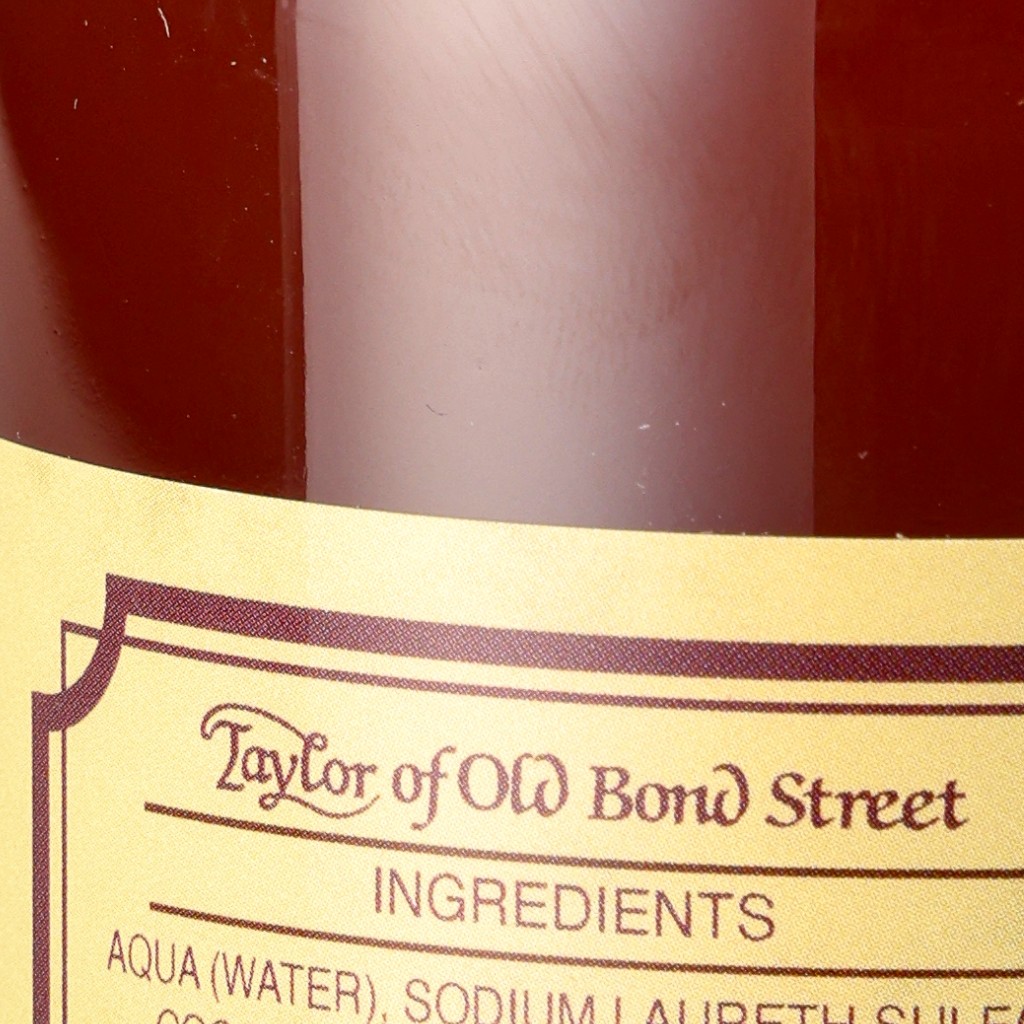 Taylor of Old Bond Street
INGREDIENTS
AQUA (WATER), SODIUM LAURETH